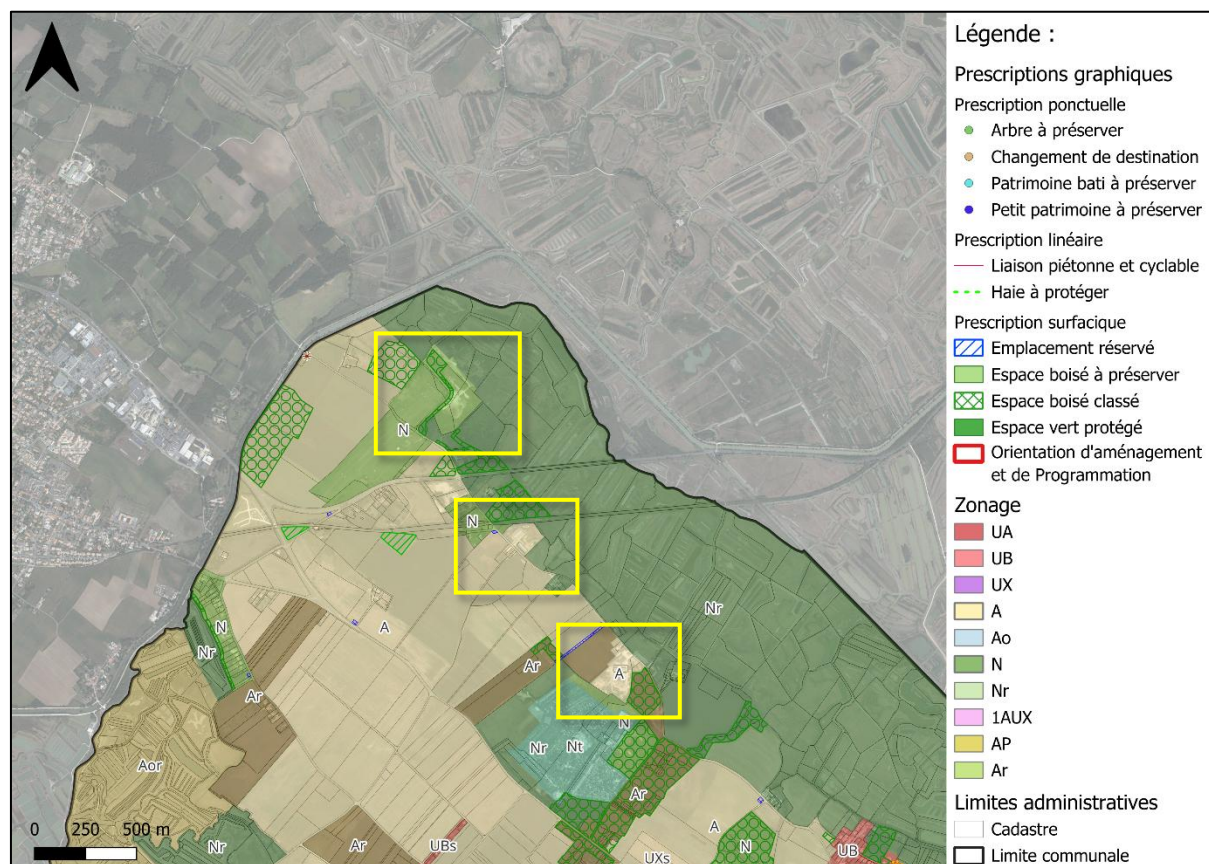 Légende :
Prescriptions graphiques
Prescription ponctuelle
Arbre à préserver
Changement de destination
Patrimoine bati à préserver
Petit patrimoine à préserver
Prescription linéaire
Liaison piétonne et cyclable
Haie à protéger
Prescription surfacique
Emplacement réservé
Espace boisé à préserver
Espace boisé classé
Espace vert protégé
Orientation d'aménagement
et de Programmation
Zonage
UA
UB
UX
A
Ao
N
Nr
1AUX
AP
Ar
Limites administratives
Cadastre
Limite communale
N
N
Nr
A
N
Nr
Ar
Ar
A
N
Nr
Nt
Aor
Ar
A
N
0 250 500 m
Nr
Ar
UBs
UXs
UB